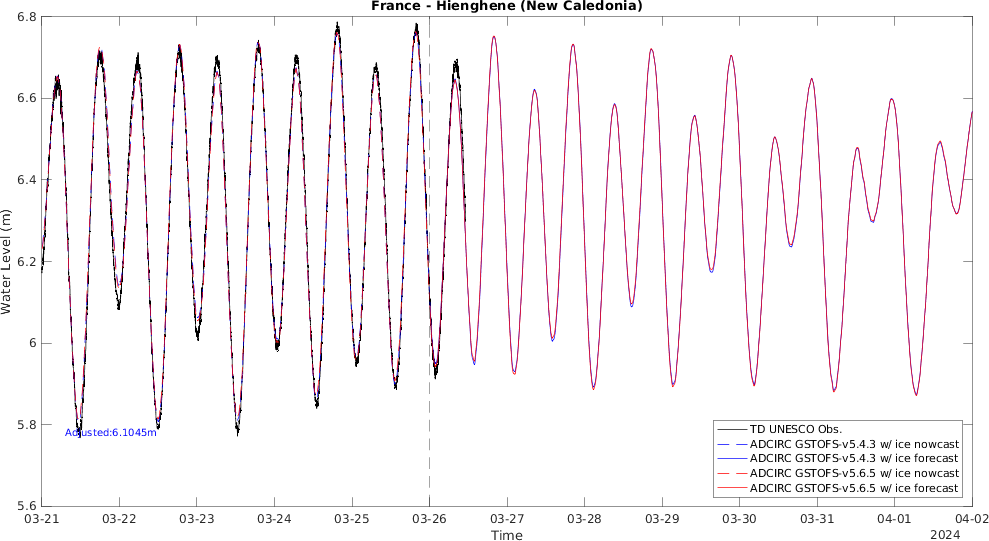 France - Hienghene (New Caledonia)
Water Level (m)
6.8
6.6
6.4
6.2
6
5.8
5.6
Adjusted:6.1045m
TD UNESCO Obs.
ADCIRC GSTOFS-v5.4.3 w/ ice nowcast
ADCIRC GSTOFS-v5.4.3 w/ ice forecast
ADCIRC GSTOFS-v5.6.5 w/ ice nowcast
ADCIRC GSTOFS-v5.6.5 w/ ice forecast
03-21 03-22 03-23 03-24 03-25 03-26 03-27 03-28 03-29 03-30 03-31 04-01 04-02
Time
2024